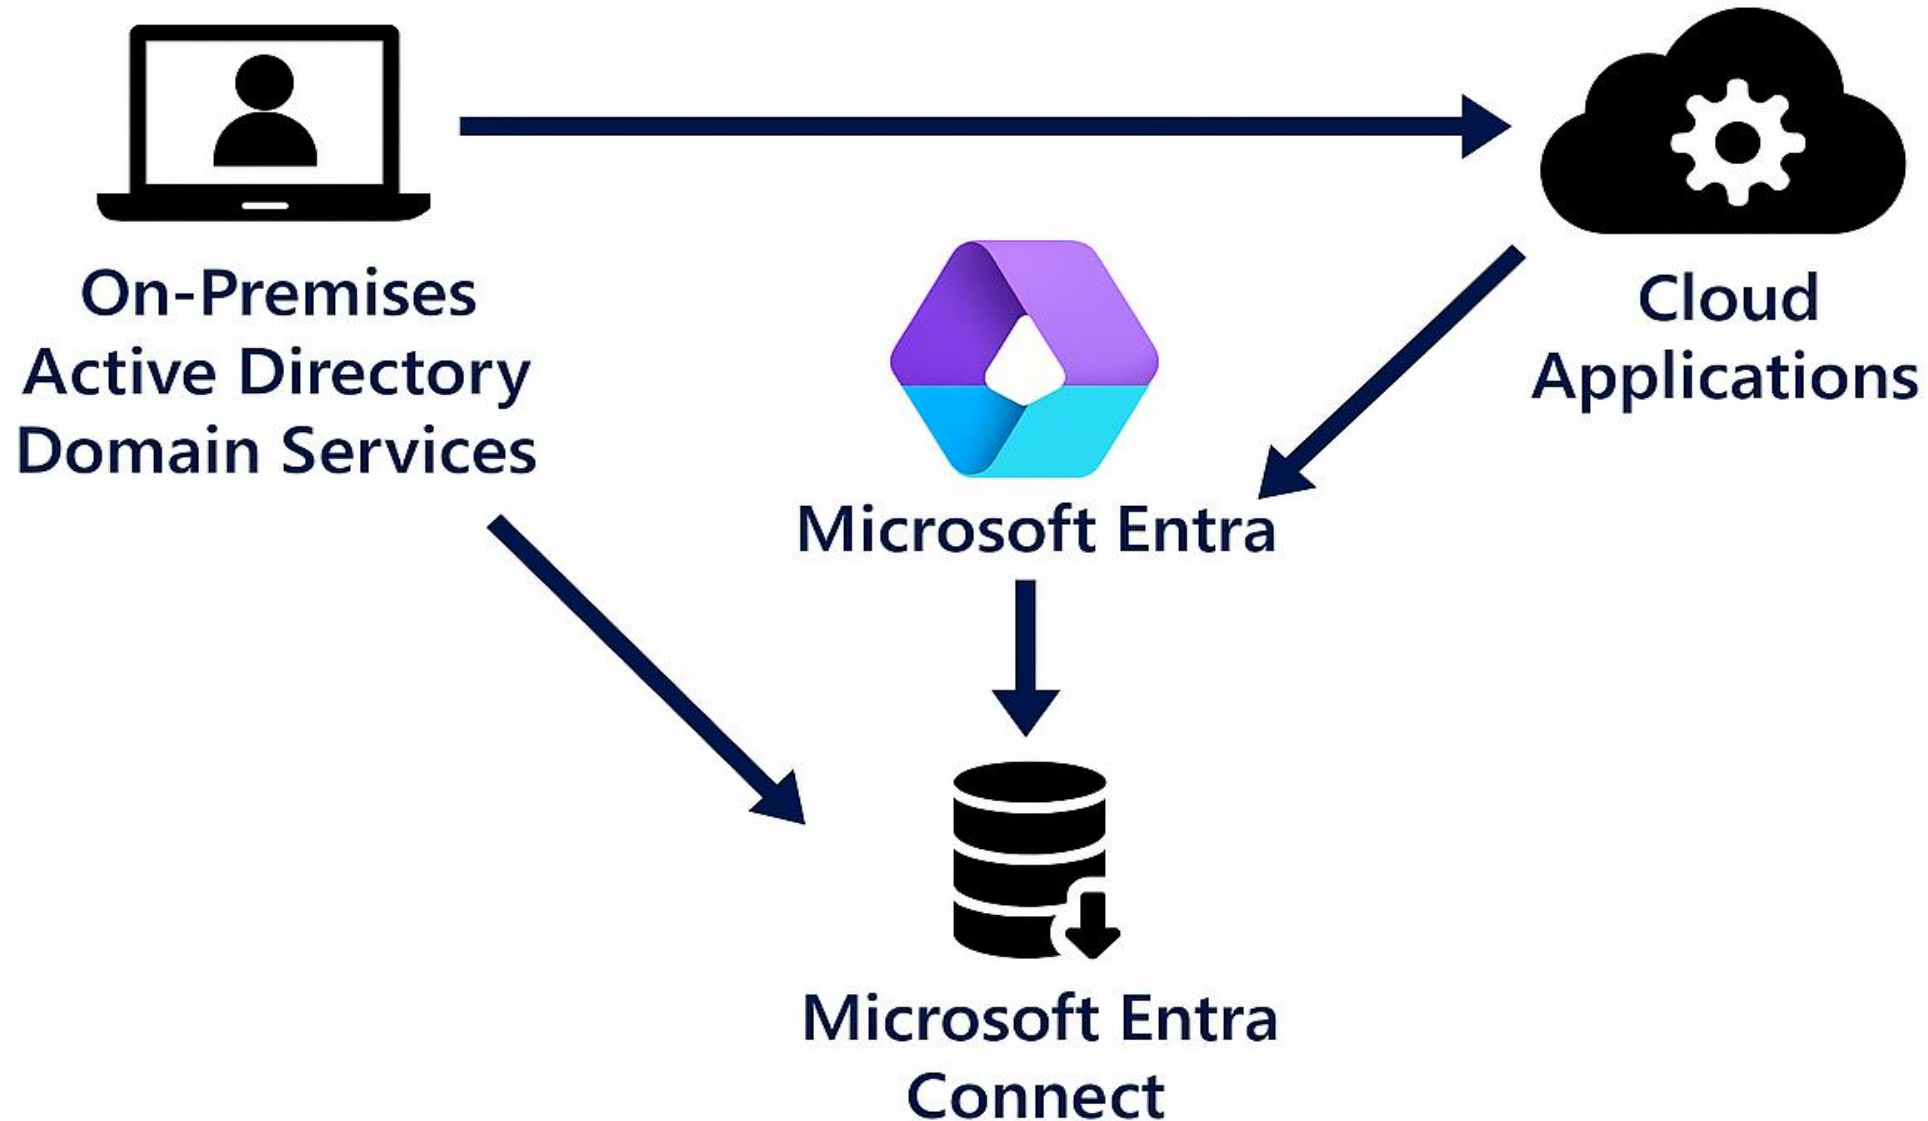 On-Premises
Active Directory
Domain Services
Cloud
Applications
Microsoft Entra
Microsoft Entra
Connect